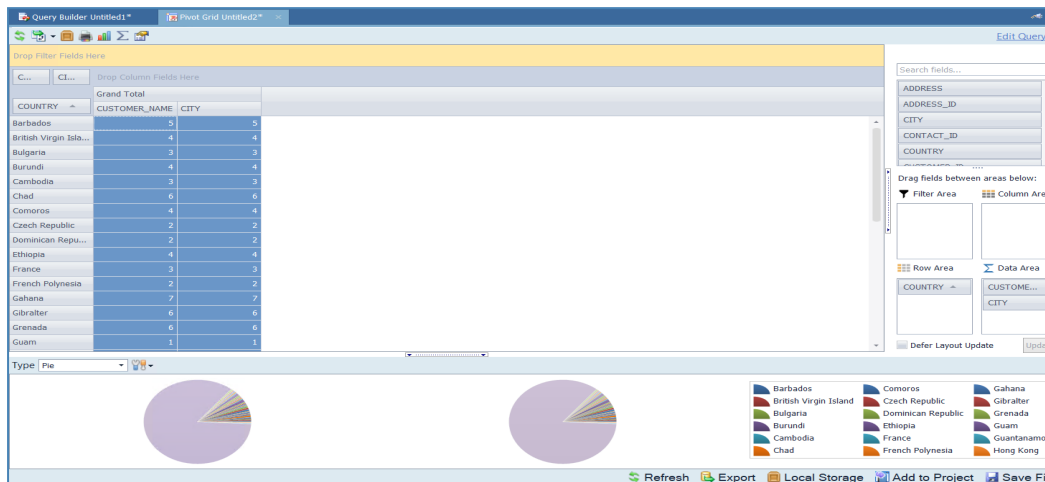 Query Builder Untitled1* Pivot Grid Untitled2* ×
Edit Query
Drop Filter Fields Here
C... CI... Drop Column Fields Here
Search fields...
Grand Total
COUNTRY CUSTOMER_NAME CITY
Barbados 5 5
British Virgin Isla... 4 4
Bulgaria 3 3
Burundi 4 4
Cambodia 3 3
Chad 6 6
Comoros 4 4
Czech Republic 2 2
Dominican Repu... 2 2
Ethiopia 4 4
France 3 3
French Polynesia 2 2
Gahana 7 7
Gibralter 6 6
Grenada 6 6
Guam 1 1
ADDRESS
ADDRESS_ID
CITY
CONTACT_ID
COUNTRY
CUSTOMER_ID
Drag fields between areas below:
Filter Area Column Are
Row Area Data Area
COUNTRY CUSTOME...
CITY
Defer Layout Update Upda
Type Pie
Barbados Comoros Gahana
British Virgin Island Czech Republic Gibralter
Bulgaria Dominican Republic Grenada
Burundi Ethiopia Guam
Cambodia France Guantanamo
Chad French Polynesia Hong Kong
Refresh Export Local Storage Add to Project Save Fi